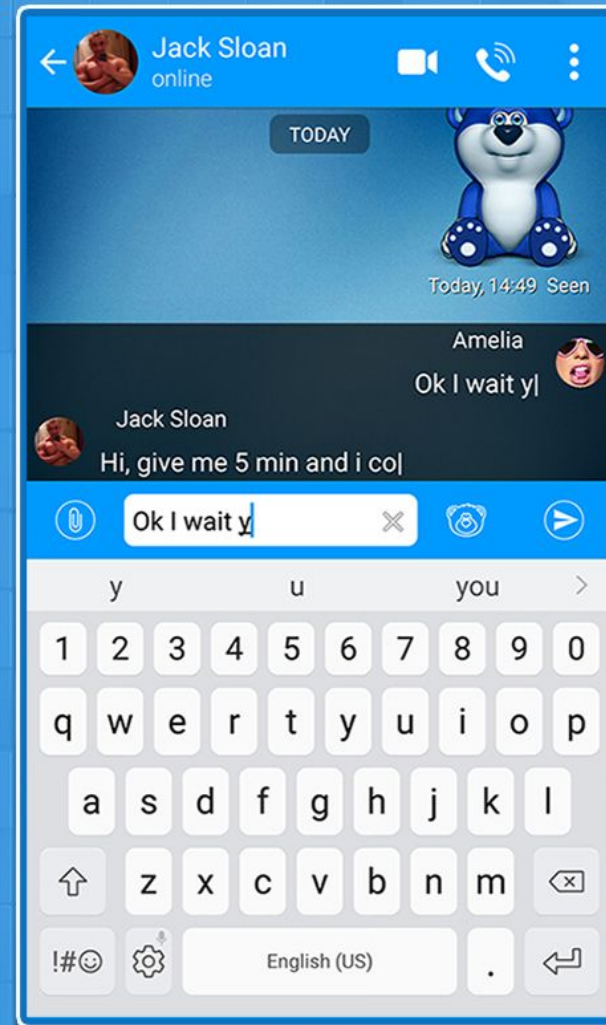 Jack Sloan
online
TODAY
Today, 14:49 Seen
Amelia
Ok I wait y|
Jack Sloan
Hi, give me 5 min and i co|
Ok I wait y
y u you
1 2 3 4 5 6 7 8 9 0
q w e r t y u i o p
a s d f g h j k l
z x c v b n m
!#☺ English (US) .